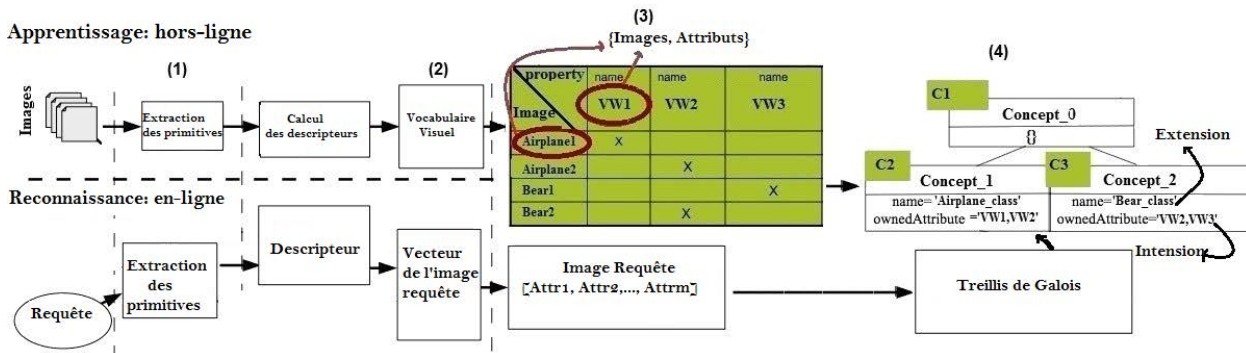 Apprentissage: hors-ligne
(1)
(2)
(3)
{Images, Attributs}
(4)
Images
Extraction
des primitives
Calcul
des descripteurs
Vocabulaire
Visuel
property
Image
name
name
name
VW1
VW2
VW3
Airplane1
X
Airplane2
X
Bear1
X
Bear2
X
C1
Concept_0
{}
Extension
C2
Concept_1
name= 'Airplane_class'
ownedAttribute ='VW1,VW2'
C3
Concept_2
name='Bear_class'
ownedAttribute='VW2,VW3'
Intension
Reconnaissance: en-ligne
Requête
Extraction
des
primitives
Descripteur
Vecteur
de l'image
requête
Image Requête
[Attr1, Attr2,..., Attrm]
Treillis de Galois